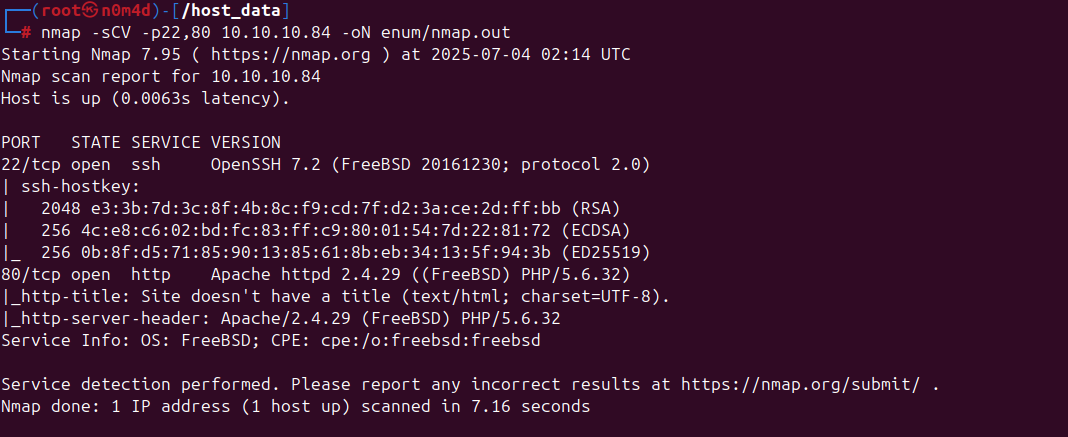 ┌──(root㉿n0m4d)-[/host_data]
└─# nmap -sCV -p22,80 10.10.10.84 -oN enum/nmap.out
Starting Nmap 7.95 ( https://nmap.org ) at 2025-07-04 02:14 UTC
Nmap scan report for 10.10.10.84
Host is up (0.0063s latency).

PORT   STATE SERVICE VERSION
22/tcp open  ssh     OpenSSH 7.2 (FreeBSD 20161230; protocol 2.0)
| ssh-hostkey:
|   2048 e3:3b:7d:3c:8f:4b:8c:f9:cd:7f:d2:3a:ce:2d:ff:bb (RSA)
|   256 4c:e8:c6:02:bd:fc:83:ff:c9:80:01:54:7d:22:81:72 (ECDSA)
|_  256 0b:8f:d5:71:85:90:13:85:61:8b:eb:34:13:5f:94:3b (ED25519)
80/tcp open  http    Apache httpd 2.4.29 ((FreeBSD) PHP/5.6.32)
|_http-title: Site doesn't have a title (text/html; charset=UTF-8).
|_http-server-header: Apache/2.4.29 (FreeBSD) PHP/5.6.32
Service Info: OS: FreeBSD; CPE: cpe:/o:freebsd:freebsd

Service detection performed. Please report any incorrect results at https://nmap.org/submit/ .
Nmap done: 1 IP address (1 host up) scanned in 7.16 seconds